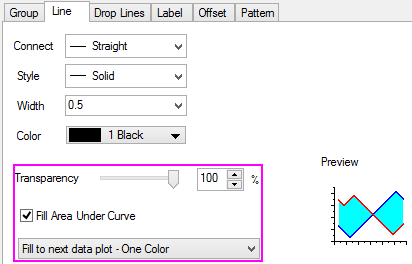 Group Line Drop Lines Label Offset Pattern
Connect Straight
Style Solid
Width 0.5
Color 1 Black
Transparency 100 %
Preview
Fill Area Under Curve
Fill to next data plot - One Color